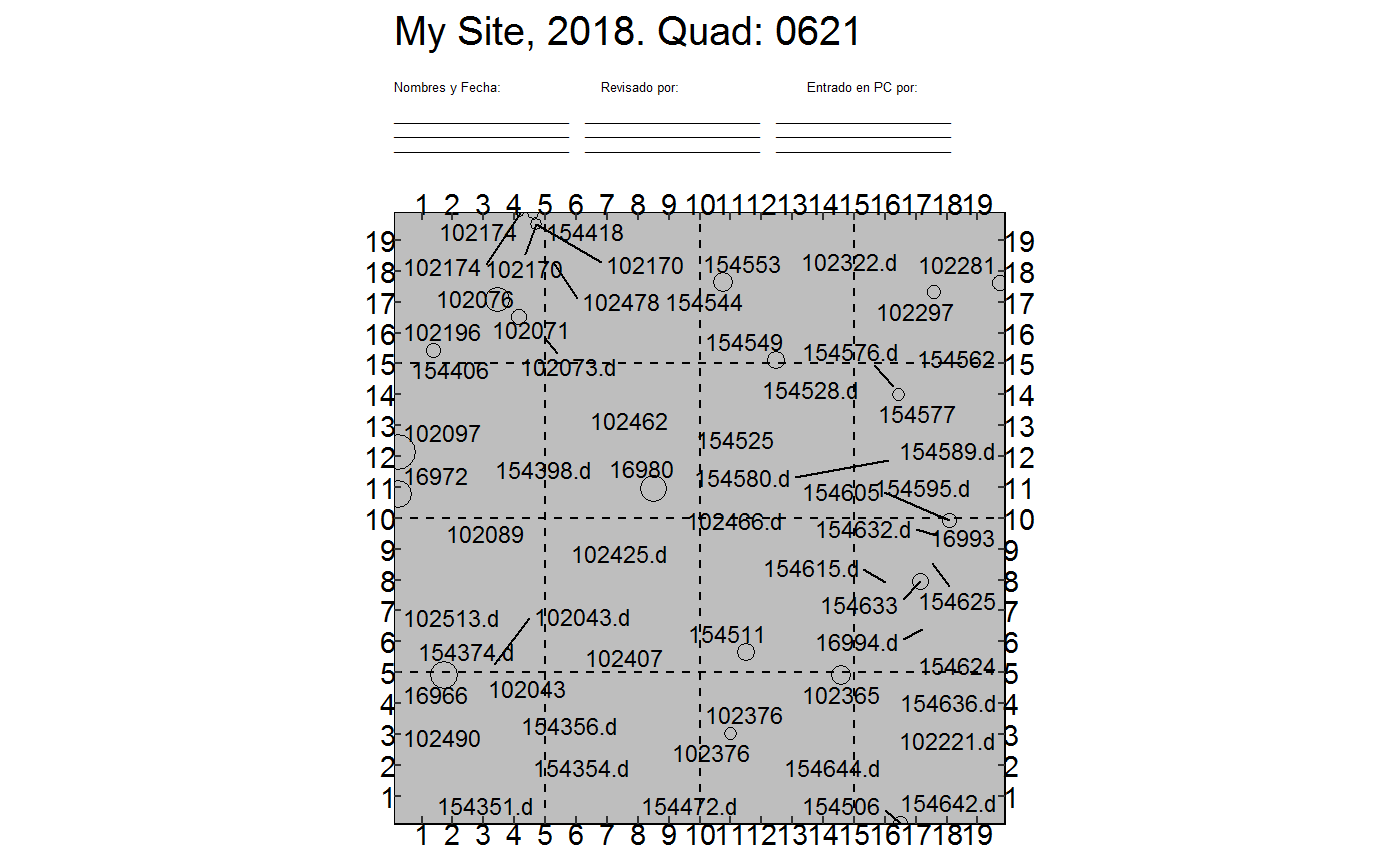 My Site, 2018. Quad: 0621
Nombres y Fecha: Revisado por: Entrado en PC por:
1 2 3 4 5 6 7 8 9 10 11 12 13 14 15 16 17 18 19
102174 154418
19 19
102174 102170 102170 154553 102322.d 102281
18 18
102076 102478 154544
17 17
102297
102196 102071 154549
16 16
154406 102073.d 154576.d 154562
15 15
154528.d
14 14
102462 154577
13 13
102097 154525
12 154589.d 12
16972 154398.d 16980 154580.d
11 154605 154595.d 11
10 102466.d 10
102089 154632.d 16993
9 102425.d 9
154615.d
8 8
154633 154625
7 7
102513.d 102043.d
6 154511 16994.d 6
154374.d 102407 154624
5 5
16966 102043 102365
4 154636.d 4
154356.d 102376
3 102490 102221.d 3
102376
2 154354.d 154644.d 2
1 154351.d 154472.d 154506 154642.d 1
1 2 3 4 5 6 7 8 9 10 11 12 13 14 15 16 17 18 19